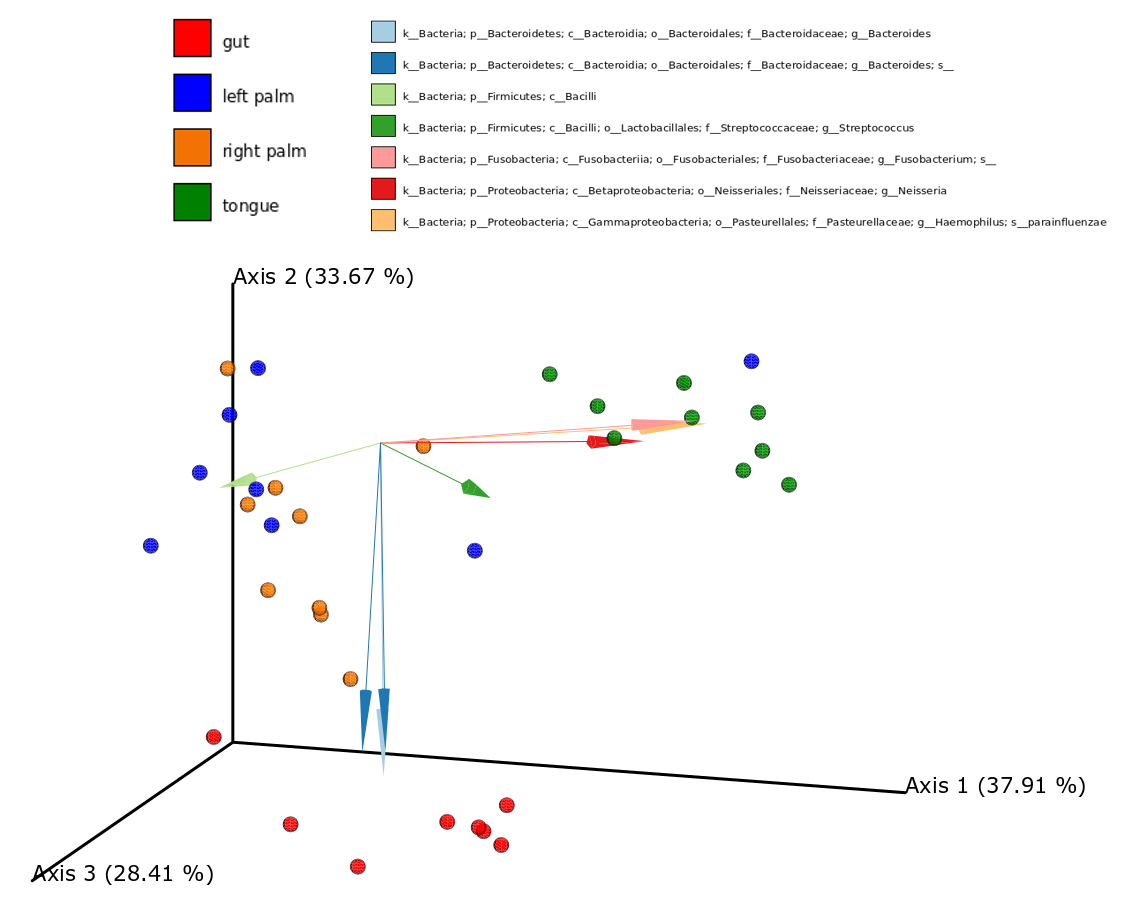 gut
left palm
right palm
tongue
k__Bacteria; p__Bacteroidetes; c__Bacteroidia; o__Bacteroidales; f__Bacteroidaceae; g__Bacteroides
k__Bacteria; p__Bacteroidetes; c__Bacteroidia; o__Bacteroidales; f__Bacteroidaceae; g__Bacteroides; s__
k__Bacteria; p__Firmicutes; c__Bacilli
k__Bacteria; p__Firmicutes; c__Bacilli; o__Lactobacillales; f__Streptococcaceae; g__Streptococcus
k__Bacteria; p__Fusobacteria; c__Fusobacteriia; o__Fusobacteriales; f__Fusobacteriaceae; g__Fusobacterium; s__
k__Bacteria; p__Proteobacteria; c__Betaproteobacteria; o__Neisseriales; f__Neisseriaceae; g__Neisseria
k__Bacteria; p__Proteobacteria; c__Gammaproteobacteria; o__Pasteurellales; f__Pasteurellaceae; g__Haemophilus; s__parainfluenzae
Axis 2 (33.67 %)
Axis 1 (37.91 %)
Axis 3 (28.41 %)